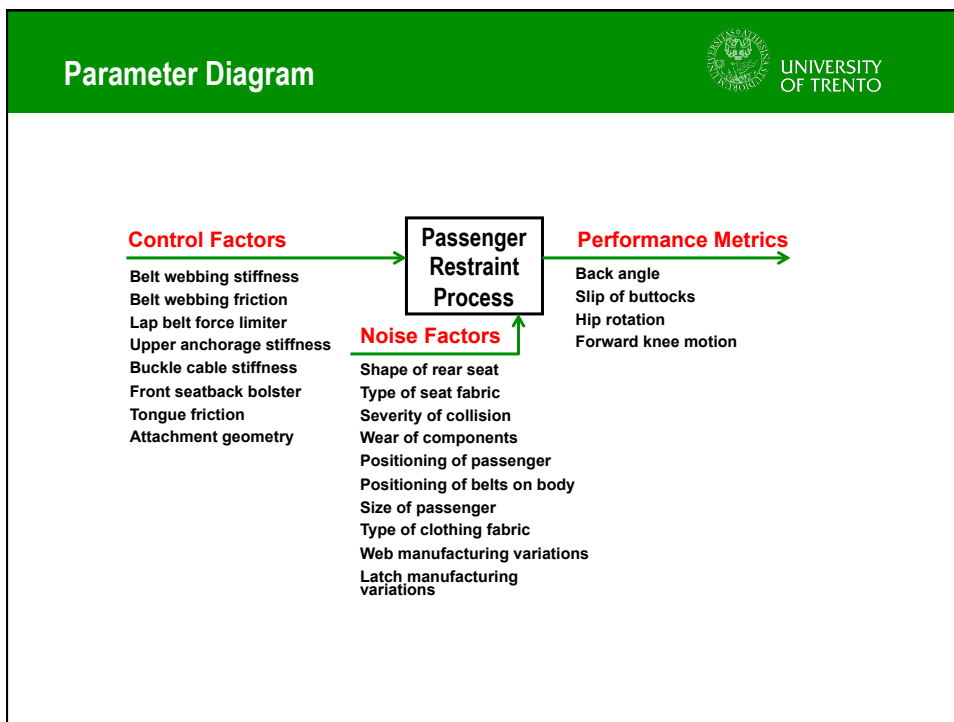 Parameter Diagram
UNIVERSITY
OF TRENTO
Control Factors
Belt webbing stiffness
Belt webbing friction
Lap belt force limiter
Upper anchorage stiffness
Buckle cable stiffness
Front seatback bolster
Tongue friction
Attachment geometry
Passenger
Restraint
Process
Noise Factors
Shape of rear seat
Type of seat fabric
Severity of collision
Wear of components
Positioning of passenger
Positioning of belts on body
Size of passenger
Type of clothing fabric
Web manufacturing variations
Latch manufacturing
variations
Performance Metrics
Back angle
Slip of buttocks
Hip rotation
Forward knee motion